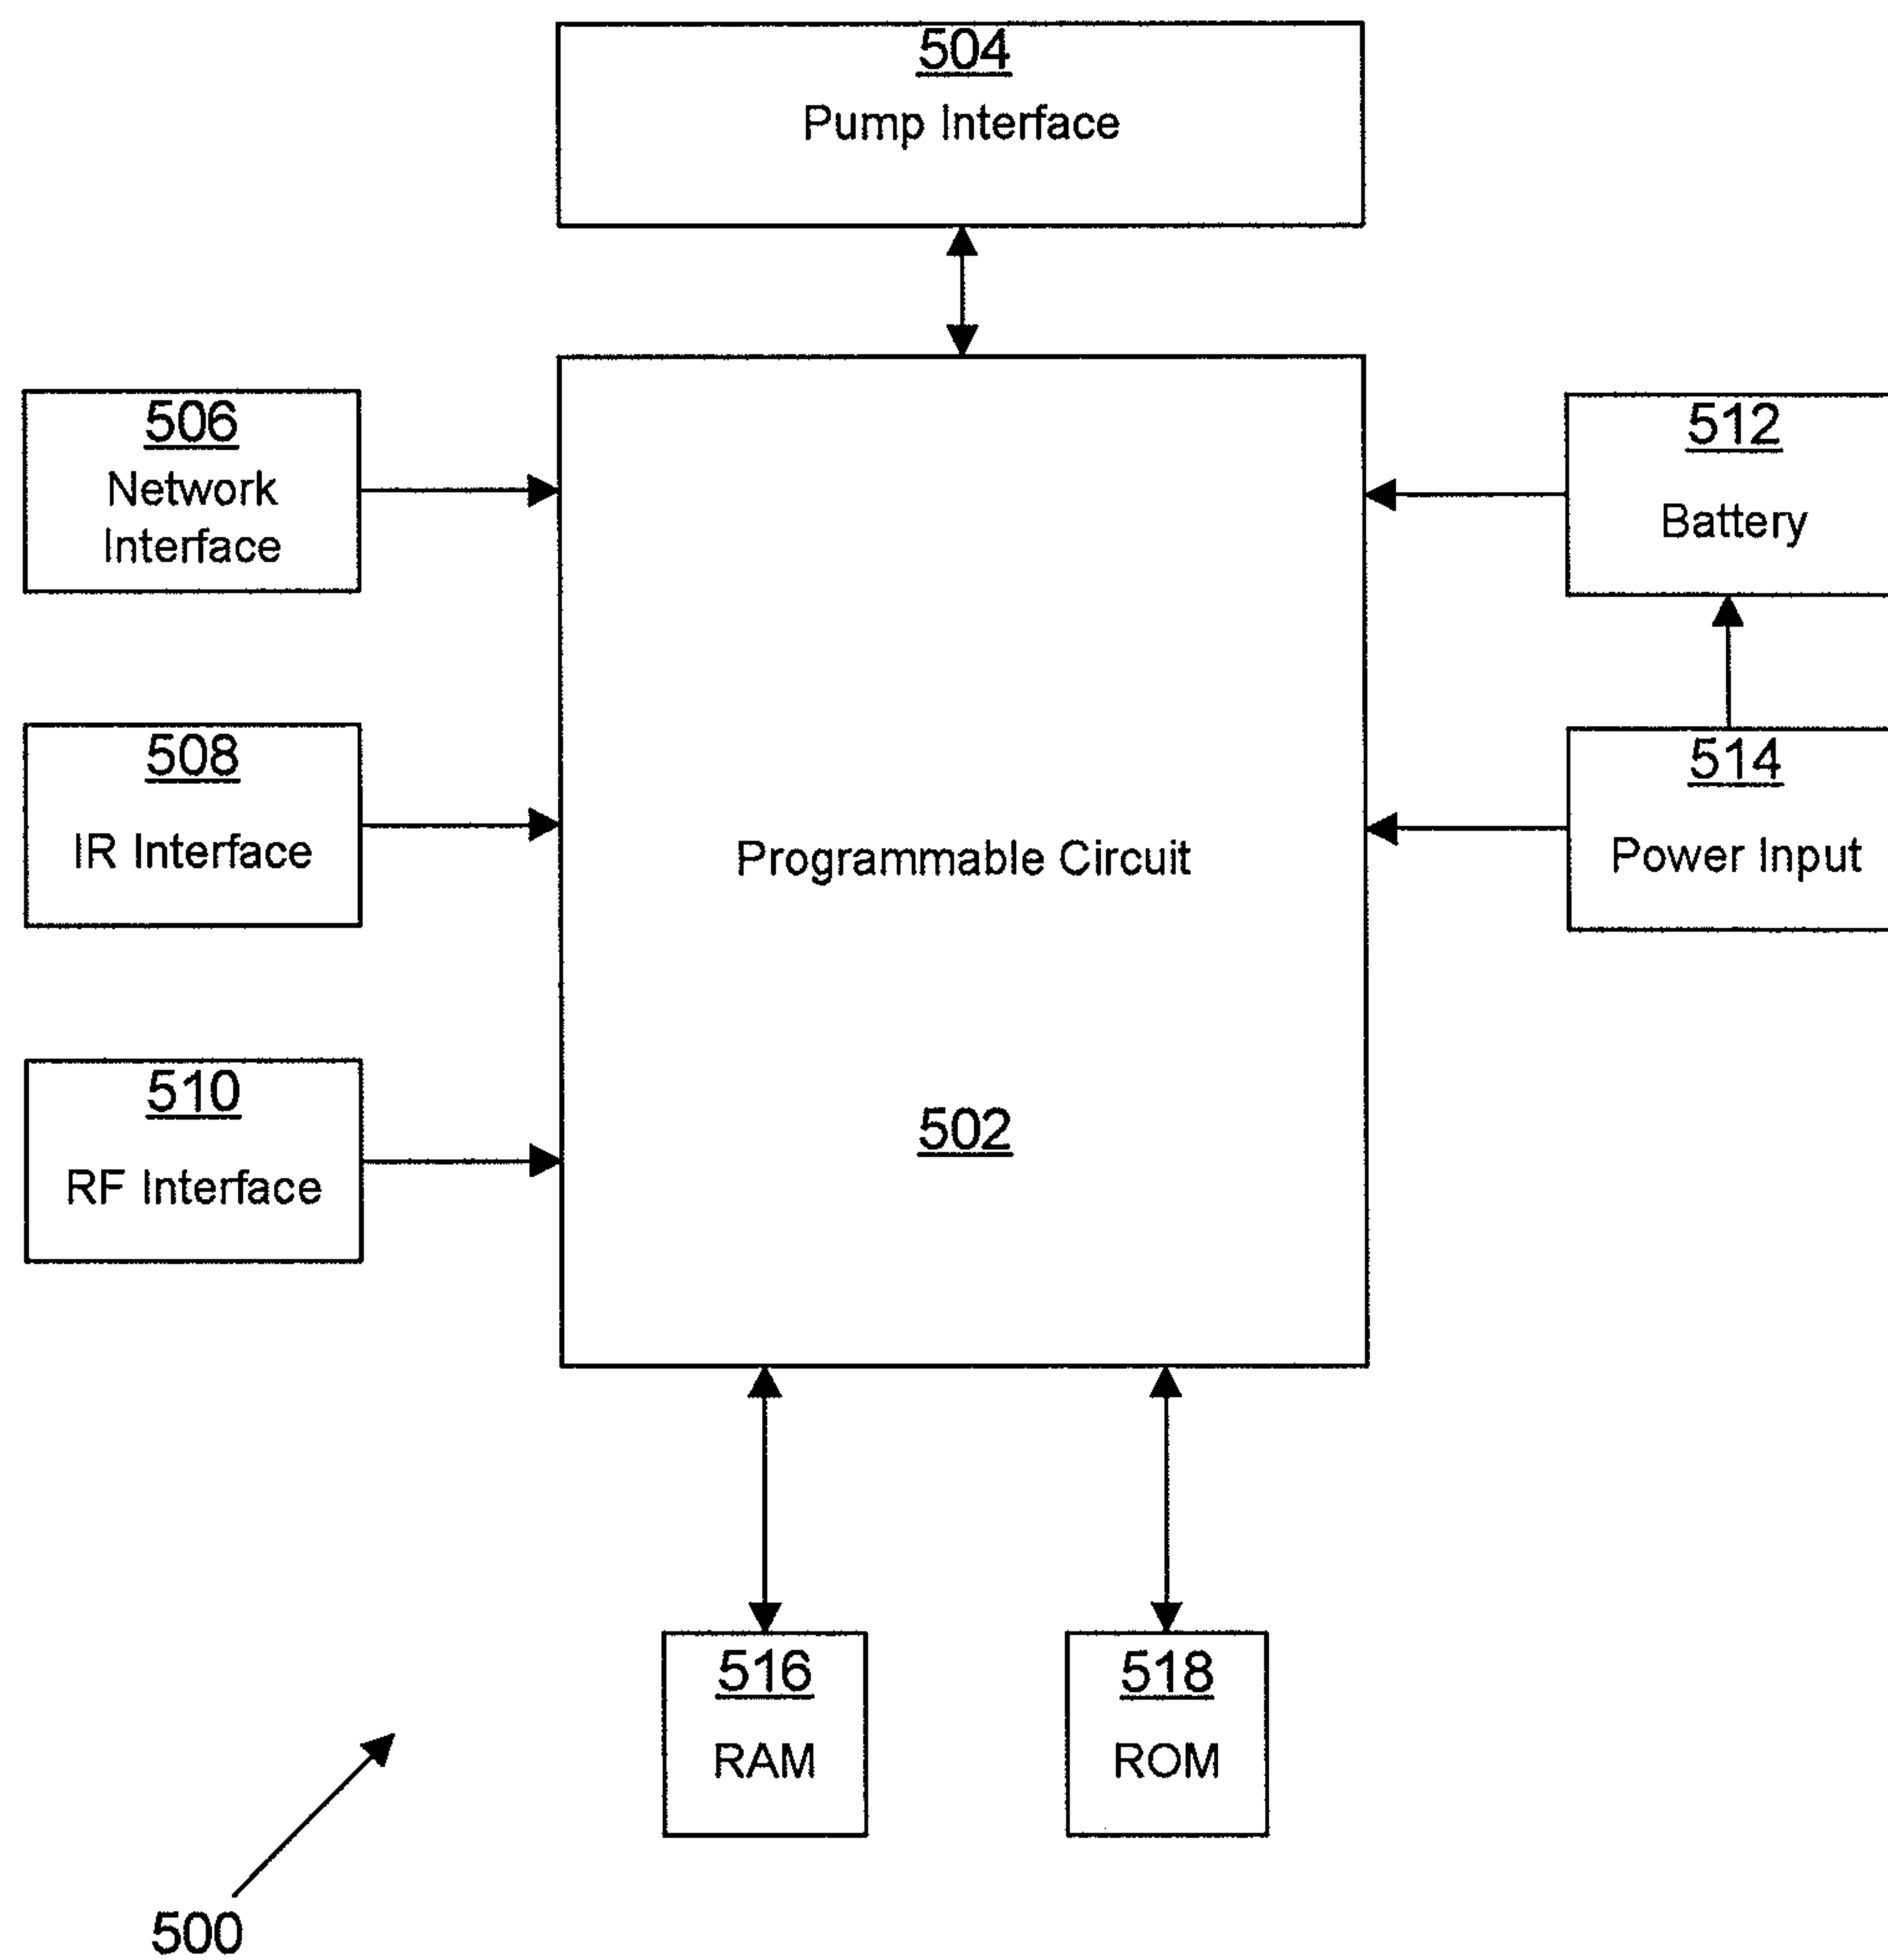 504
Pump Interface
506
Network
Interface
512
Battery
508
IR Interface
514
Power Input
Programmable Circuit
510
RF Interface
502
516
RAM
518
ROM
500